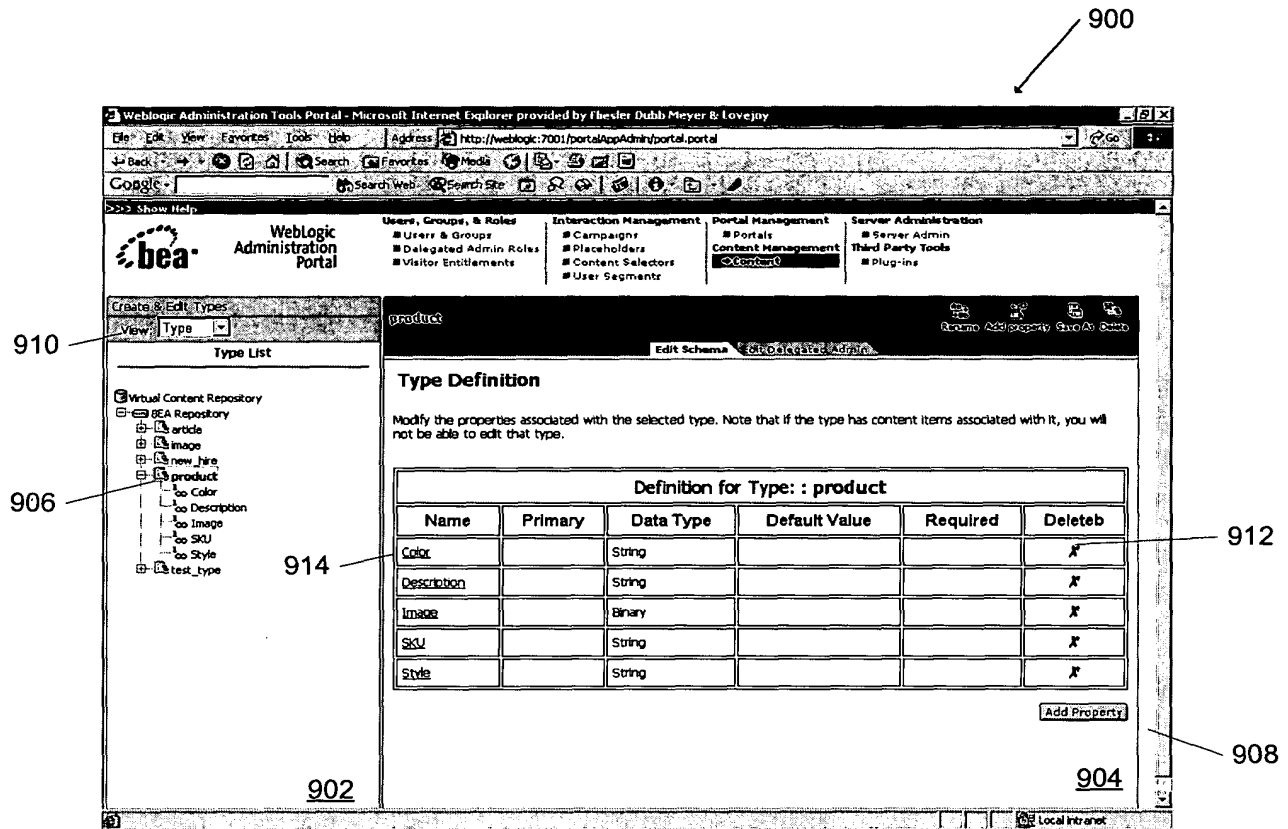 900
Weblogic Administration Tools Portal - Microsoft Internet Explorer provided by Fliesler Dubb Meyer & Lovejoy
File Edit View Favorites Tools Help Address http://weblogic:7001/portalAppAdmin/portal.portal Go
Back Search Favorites Media
Google Search Web Search Site
>>> Show Help
bea WebLogic Administration Portal
Users, Groups, & Roles
Users & Groups
Delegated Admin Roles
Visitor Entitlements
Interaction Management
Campaigns
Placeholders
Content Selectors
User Segments
Portal Management
Portals
Content Management
Content
Server Administration
Server Admin
Third Party Tools
Plug-ins
Create & Edit Types
910
View: Type
Type List
Virtual Content Repository
BEA Repository
article
image
new_hire
906
product
Color
Description
Image
SKU
Style
test_type
902
product
Rename Add property Save As Delete
Edit Schema Edit Delegated Admin
Type Definition
Modify the properties associated with the selected type. Note that if the type has content items associated with it, you will
not be able to edit that type.
Definition for Type: : product
Name Primary Data Type Default Value Required Deleteb
914
Color String X
912
Description String X
Image Binary X
SKU String X
Style String X
Add Property
908
904
Local intranet